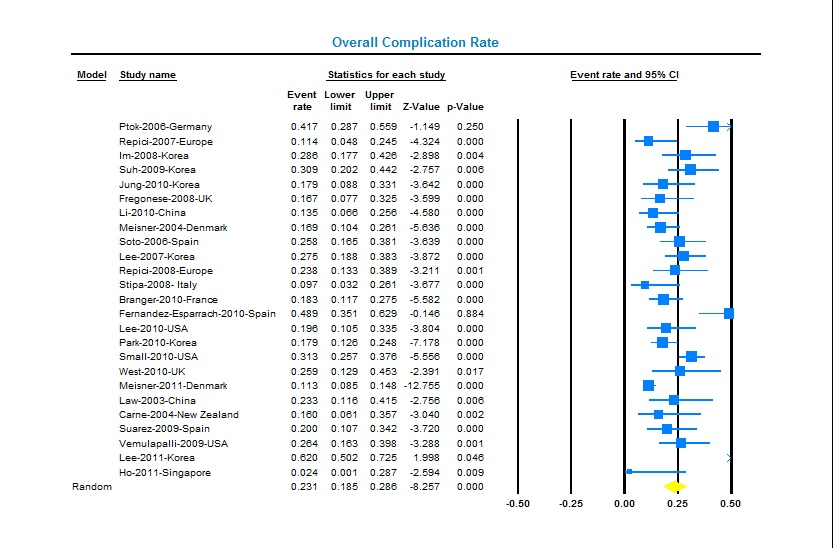 Overall Complication Rate
Model Study name Statistics for each study Event rate and 95% CI
Event Lower Upper
rate limit limit Z-Value p-Value
Ptok-2006-Germany 0.417 0.287 0.559 -1.149 0.250
Repici-2007-Europe 0.114 0.048 0.245 -4.324 0.000
Im-2008-Korea 0.286 0.177 0.426 -2.898 0.004
Suh-2009-Korea 0.309 0.202 0.442 -2.757 0.006
Jung-2010-Korea 0.179 0.088 0.331 -3.642 0.000
Fregonese-2008-UK 0.167 0.077 0.325 -3.599 0.000
Li-2010-China 0.135 0.066 0.256 -4.580 0.000
Meisner-2004-Denmark 0.169 0.104 0.261 -5.636 0.000
Soto-2006-Spain 0.258 0.165 0.381 -3.639 0.000
Lee-2007-Korea 0.275 0.188 0.383 -3.872 0.000
Repici-2008-Europe 0.238 0.133 0.389 -3.211 0.001
Stipa-2008- Italy 0.097 0.032 0.261 -3.677 0.000
Branger-2010-France 0.183 0.117 0.275 -5.582 0.000
Fernandez-Esparrach-2010-Spain 0.489 0.351 0.629 -0.146 0.884
Lee-2010-USA 0.196 0.105 0.335 -3.804 0.000
Park-2010-Korea 0.179 0.126 0.248 -7.178 0.000
Small-2010-USA 0.313 0.257 0.376 -5.556 0.000
West-2010-UK 0.259 0.129 0.453 -2.391 0.017
Meisner-2011-Denmark 0.113 0.085 0.148 -12.755 0.000
Law-2003-China 0.233 0.116 0.415 -2.756 0.006
Carne-2004-New Zealand 0.160 0.061 0.357 -3.040 0.002
Suarez-2009-Spain 0.200 0.107 0.342 -3.720 0.000
Vemulapalli-2009-USA 0.264 0.163 0.398 -3.288 0.001
Lee-2011-Korea 0.620 0.502 0.725 1.998 0.046
Ho-2011-Singapore 0.024 0.001 0.287 -2.594 0.009
Random 0.231 0.185 0.286 -8.257 0.000
-0.50 -0.25 0.00 0.25 0.50